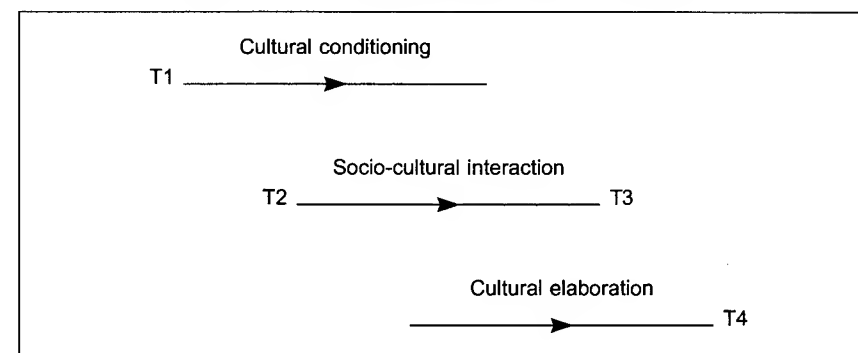 Cultural conditioning
T1
Socio-cultural interaction
T2 T3
Cultural elaboration
T4